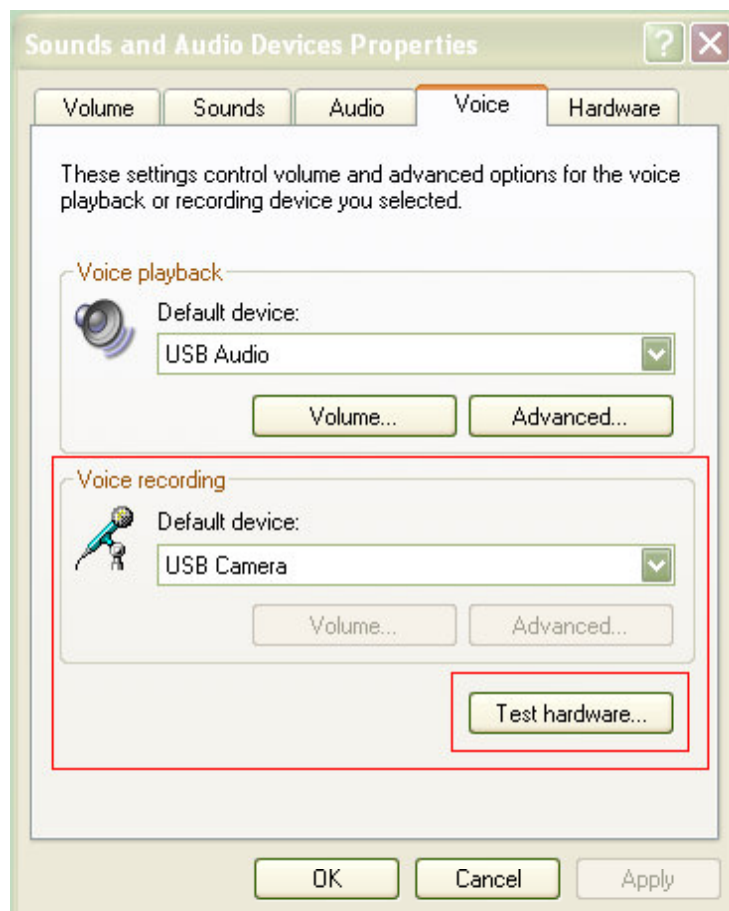 Sounds and Audio Devices Properties
?
Volume Sounds Audio Voice Hardware
These settings control volume and advanced options for the voice
playback or recording device you selected.
Voice playback
Default device:
USB Audio
Volume... Advanced...
Voice recording
Default device:
USB Camera
Volume... Advanced...
Test hardware...
OK Cancel Apply